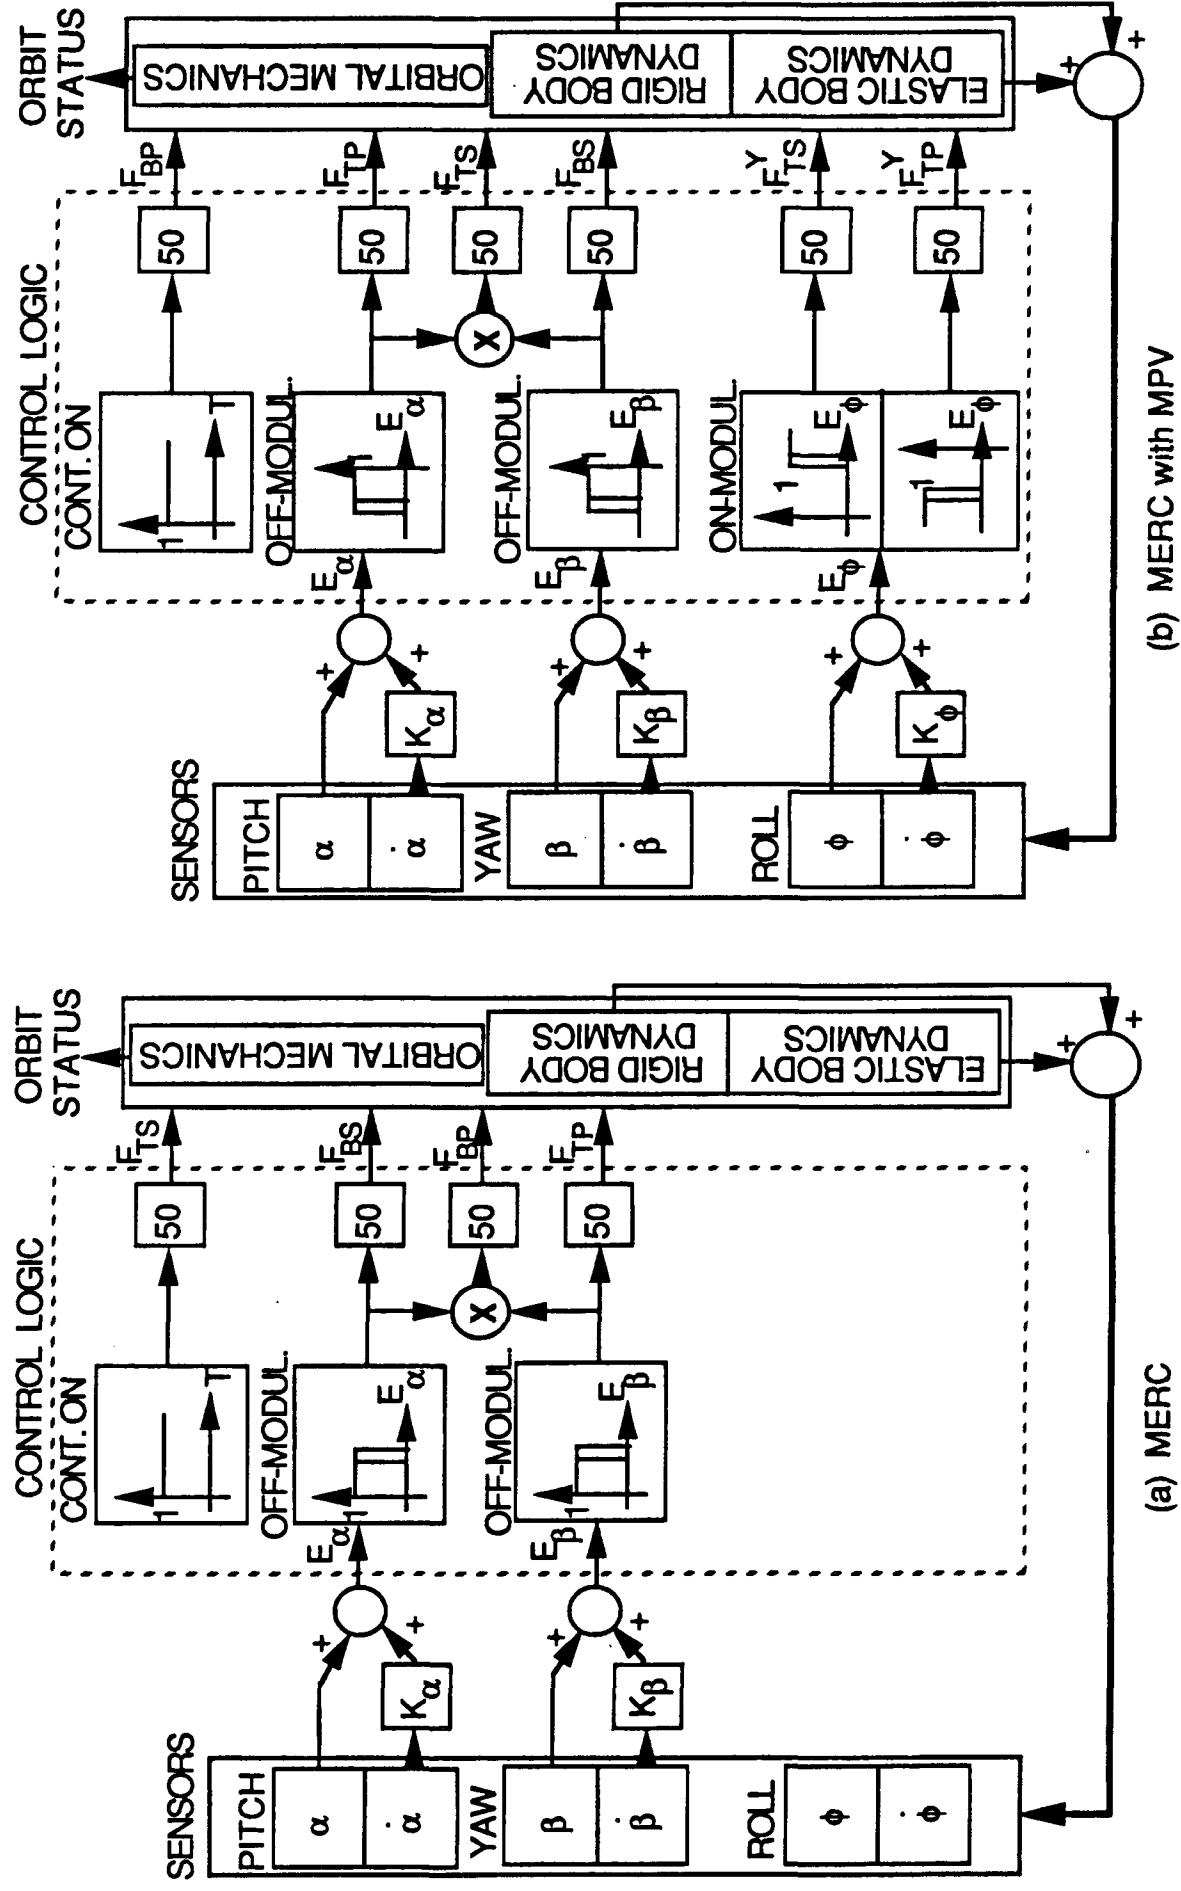 SENSORS
PITCH
α
α̇
YAW
β
β̇
ROLL
ϕ
ϕ̇
+
+
Kα
+
+
Kβ
CONTROL LOGIC
CONT. ON
1
T
Eα
OFF-MODUL.
1
Eα
Eβ
OFF-MODUL.
1
Eβ
X
50
50
50
50
FTS
FBS
FBP
FTP
ORBIT
STATUS
ORBITAL MECHANICS
RIGID BODY
DYNAMICS
ELASTIC BODY
DYNAMICS
+
+
(a) MERC
SENSORS
PITCH
α
α̇
YAW
β
β̇
ROLL
ϕ
ϕ̇
+
+
Kα
+
+
Kβ
+
+
Kϕ
CONTROL LOGIC
CONT. ON
1
T
Eα
OFF-MODUL.
1
Eα
Eβ
OFF-MODUL.
1
Eβ
Eϕ
ON-MODUL.
1
Eϕ
1
Eϕ
X
50
50
50
50
50
50
FBP
FTP
FTS
FBS
F Y TS
F Y TP
ORBIT
STATUS
ORBITAL MECHANICS
RIGID BODY
DYNAMICS
ELASTIC BODY
DYNAMICS
+
+
(b) MERC with MPV